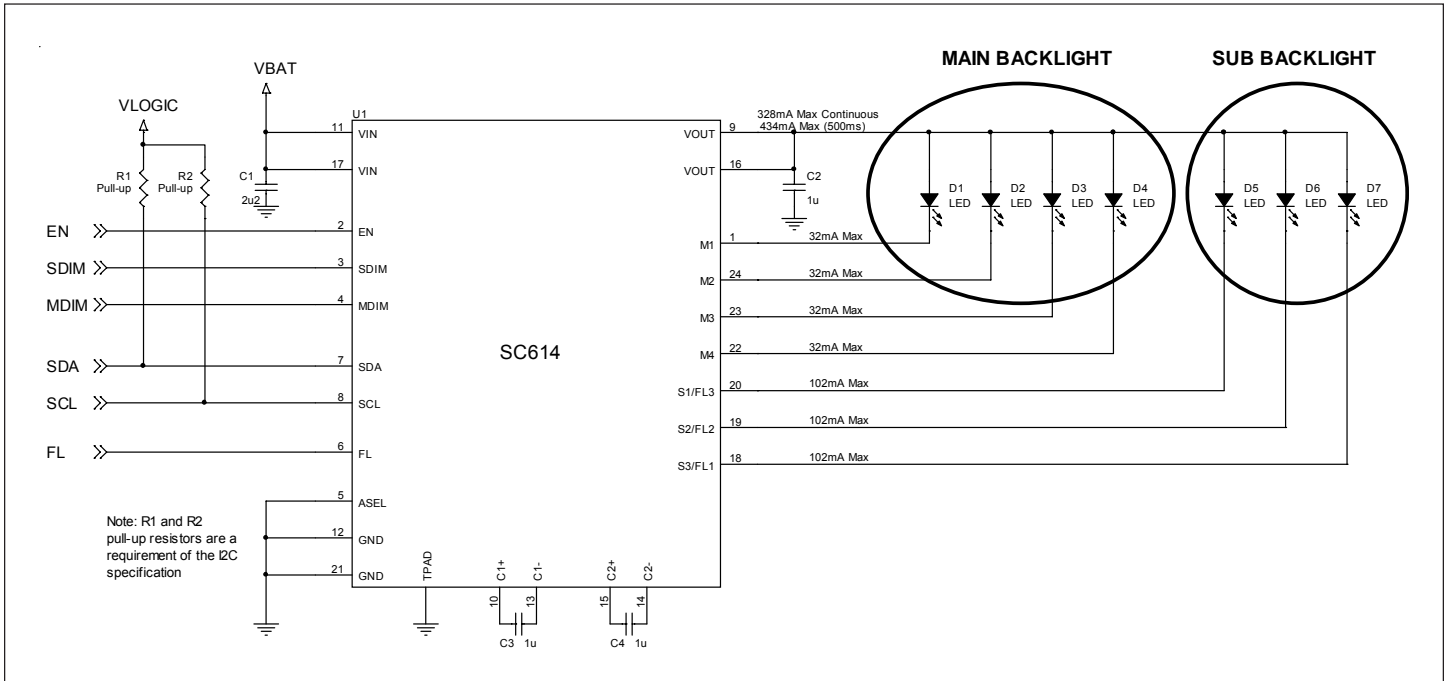 MAIN BACKLIGHT
SUB BACKLIGHT
VBAT
VLOGIC
U1
328mA Max Continuous
434mA Max (500ms)
11
VIN
VOUT
9
17
VIN
VOUT
16
R1
Pull-up
R2
Pull-up
C1
2u2
C2
1u
D1
LED
D2
LED
D3
LED
D4
LED
D5
LED
D6
LED
D7
LED
EN
2
EN
M1
1
32mA Max
SDIM
3
SDIM
M2
24
32mA Max
MDIM
4
MDIM
M3
23
32mA Max
SC614
M4
22
32mA Max
SDA
7
SDA
S1/FL3
20
102mA Max
SCL
8
SCL
S2/FL2
19
102mA Max
FL
6
FL
S3/FL1
18
102mA Max
5
ASEL
12
GND
21
GND
Note: R1 and R2
pull-up resistors are a
requirement of the I2C
specification
TPAD
C1+
C1-
C2+
C2-
10
13
15
14
C3
1u
C4
1u